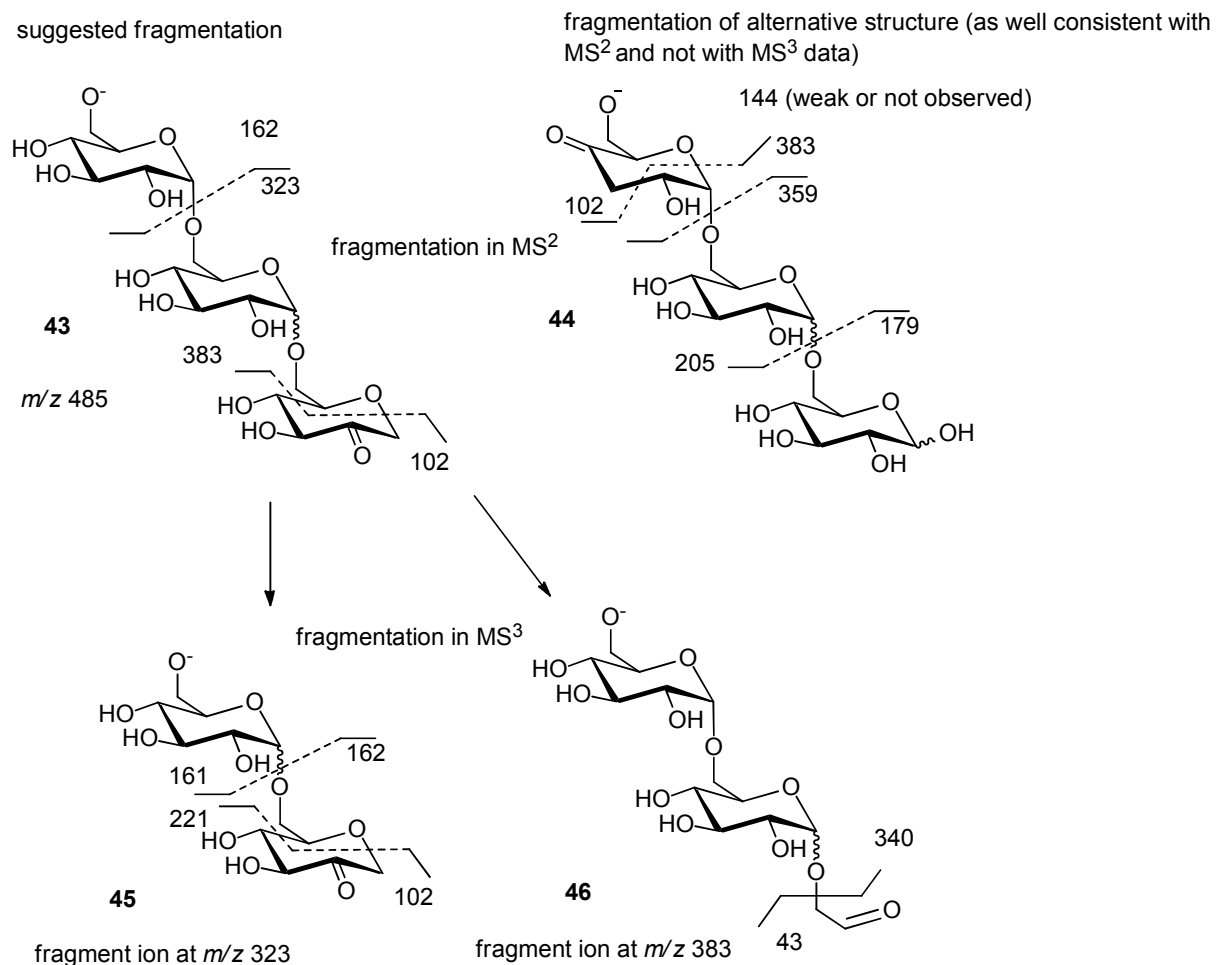 suggested fragmentation
fragmentation of alternative structure (as well consistent with
MS² and not with MS³ data)
O⁻
HO
HO
O
OH
162
323
O
HO
HO
O
OH
43
383
O
m/z 485
HO
HO
O
O
102
fragmentation in MS²
144 (weak or not observed)
O⁻
O
O
383
102
OH
359
O
HO
HO
O
OH
44
179
205
O
HO
HO
O
OH
OH
fragmentation in MS³
O⁻
HO
HO
O
OH
162
161
O
221
HO
HO
O
O
102
45
fragment ion at m/z 323
O⁻
HO
HO
O
OH
O
HO
HO
O
OH
340
O
O
43
46
fragment ion at m/z 383